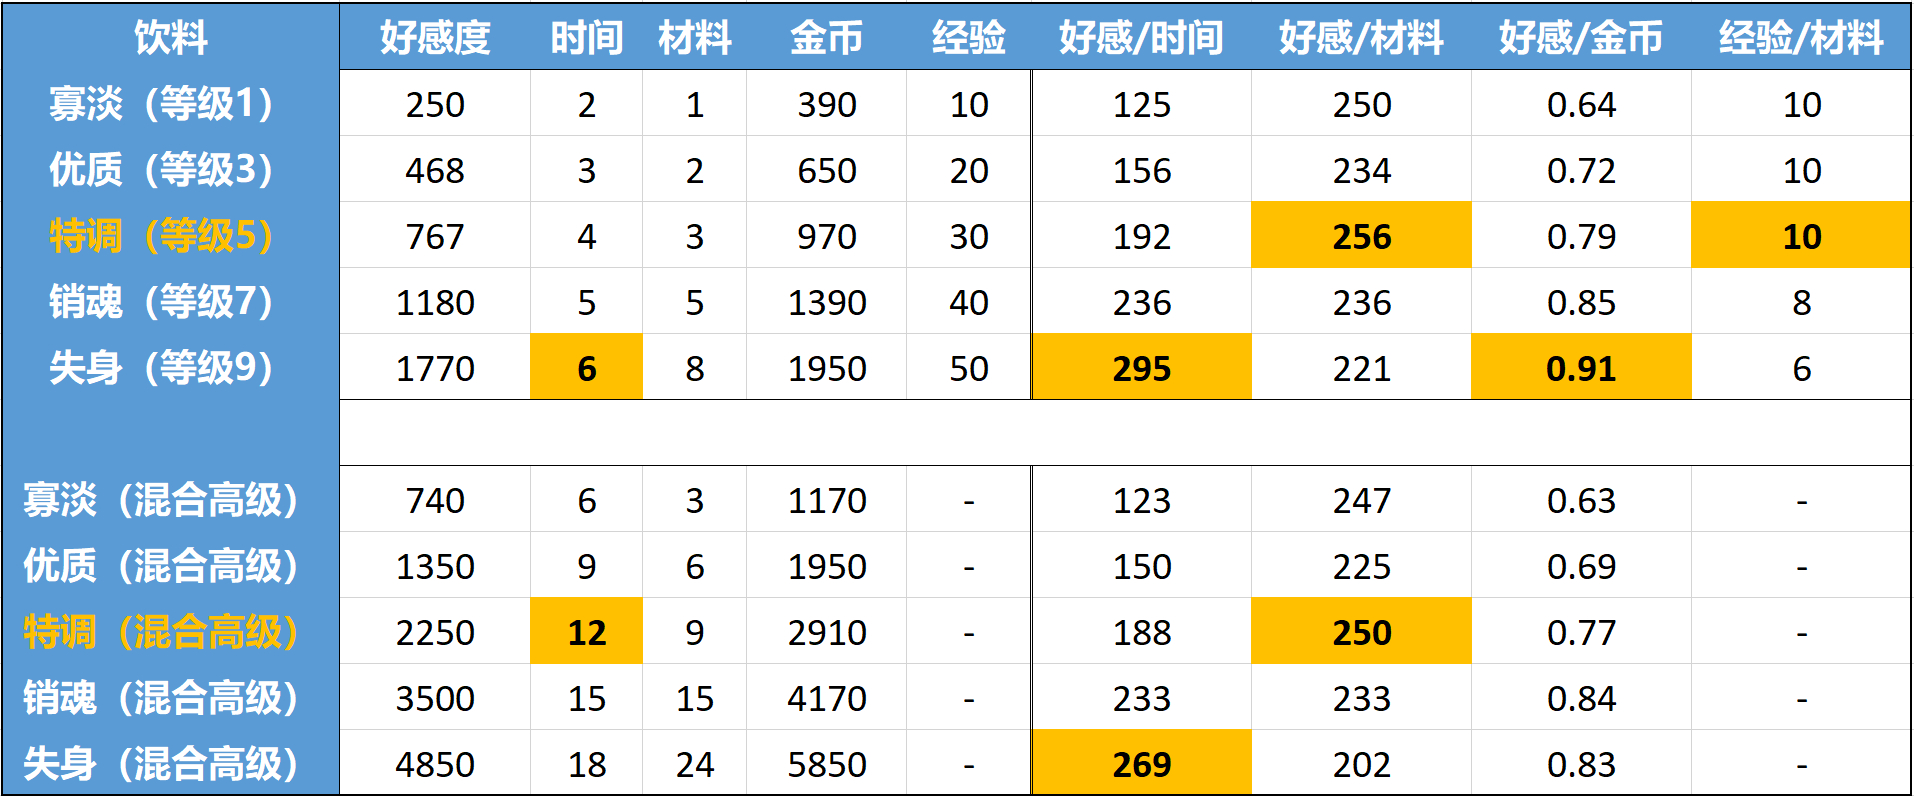 饮料 好感度 时间 材料 金币 经验 好感/时间 好感/材料 好感/金币 经验/材料
寡淡（等级1） 250 2 1 390 10 125 250 0.64 10
优质（等级3） 468 3 2 650 20 156 234 0.72 10
特调（等级5） 767 4 3 970 30 192 256 0.79 10
销魂（等级7） 1180 5 5 1390 40 236 236 0.85 8
失身（等级9） 1770 6 8 1950 50 295 221 0.91 6
寡淡（混合高级） 740 6 3 1170 - 123 247 0.63 -
优质（混合高级） 1350 9 6 1950 - 150 225 0.69 -
特调（混合高级） 2250 12 9 2910 - 188 250 0.77 -
销魂（混合高级） 3500 15 15 4170 - 233 233 0.84 -
失身（混合高级） 4850 18 24 5850 - 269 202 0.83 -